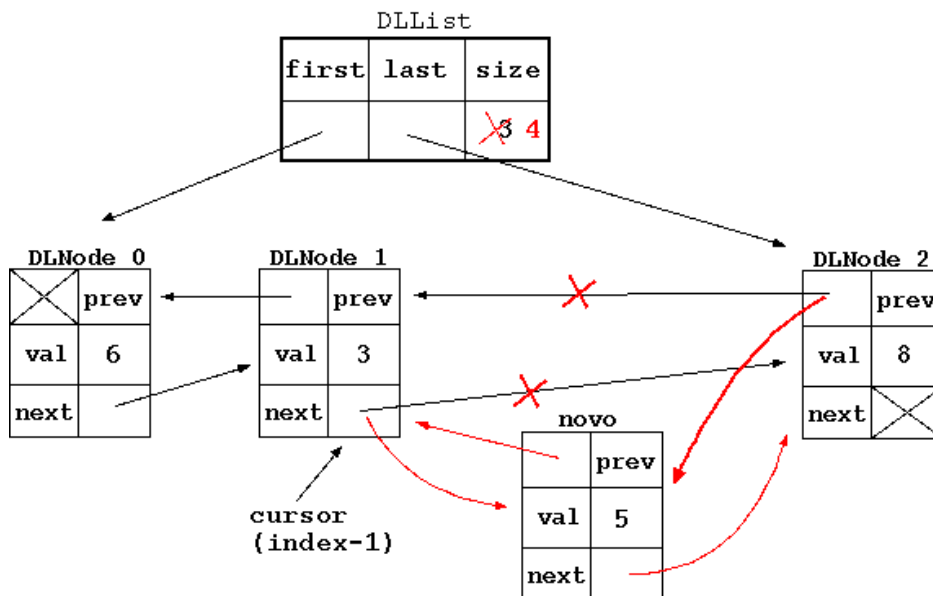 DLList
first last size
3 4
DLNode 0
DLNode 1
DLNode 2
prev
prev
prev
val 6
val 3
val 8
next
next
next
novo
prev
val 5
next
cursor
(index-1)